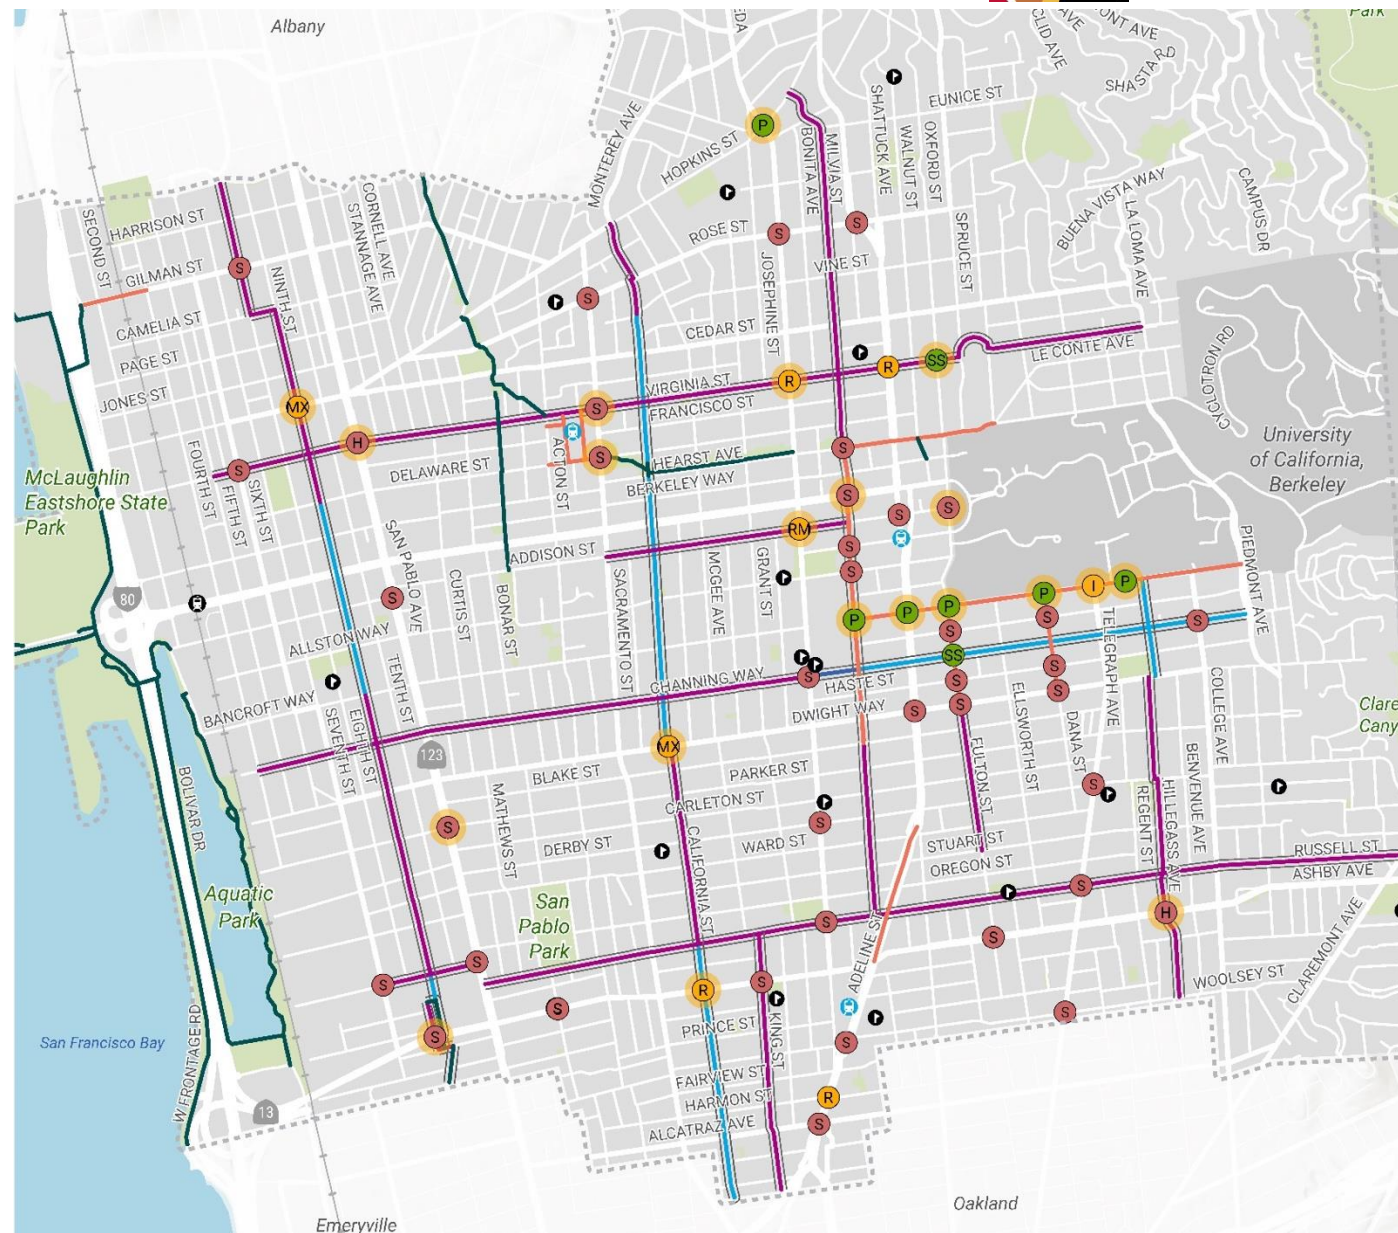 Albany
Park
SHATTUCK AVE
WALNUT ST
OXFORD ST
EUNICE ST
SHASTA RD
MONTEREY AVE
HOPKINS ST
P
BONITA AVE
MILVIA ST
SECOND ST
HARRISON ST
CORNELL AVE
STANNAGE AVE
ROSE ST
S
S
JOSEPHINE ST
VINE ST
SPRUCE ST
BUENA VISTA WAY
LA LOMA AVE
CAMPUS DR
GILMAN ST
S
NINTH ST
S
CAMELIA ST
CEDAR ST
PAGE ST
LE CONTE AVE
CYCLOTRON RD
JONES ST
MX
VIRGINIA ST
FRANCISCO ST
S
R
R
SS
H
S
FOURTH ST
FIFTH ST
SIXTH ST
DELAWARE ST
ACTON ST
S
HEARST AVE
BERKELEY WAY
S
University
of California,
Berkeley
McLaughlin
Eastshore State
Park
SAN PABLO AVE
ADDISON ST
RM
S
S
S
S
S
PIEDMONT AVE
80
S
CURTIS ST
BONAR ST
SACRAMENTO ST
MCGEE AVE
GRANT ST
ALLSTON WAY
P
P
P
P
I
P
S
S
S
TELEGRAPH AVE
TENTH ST
BANCROFT WAY
SEVENTH ST
EIGHTH ST
CHANNING WAY
S
HASTE ST
SS
S
S
S
S
DWIGHT WAY
S
ELLSWORTH ST
DANA ST
COLLEGE AVE
123
MX
FULTON ST
BLAKE ST
PARKER ST
CARLETON ST
S
REGENT ST
HILLEGASS AVE
BENVENUE AVE
BOLIVAR DR
MATHEWS ST
S
DERBY ST
WARD ST
S
CALIFORNIA ST
STUART ST
OREGON ST
RUSSELL ST
ASHBY AVE
Aquatic
Park
San
Pablo
Park
S
S
H
S
CLAREMONT AVE
ADELINE ST
S
S
WOOLSEY ST
R
S
S
S
PRINCE ST
KING ST
S
S
San Francisco Bay
W FRONTAGE RD
FAIRVIEW ST
HARMON ST
ALCATRAZ AVE
R
S
13
Emeryville
Oakland